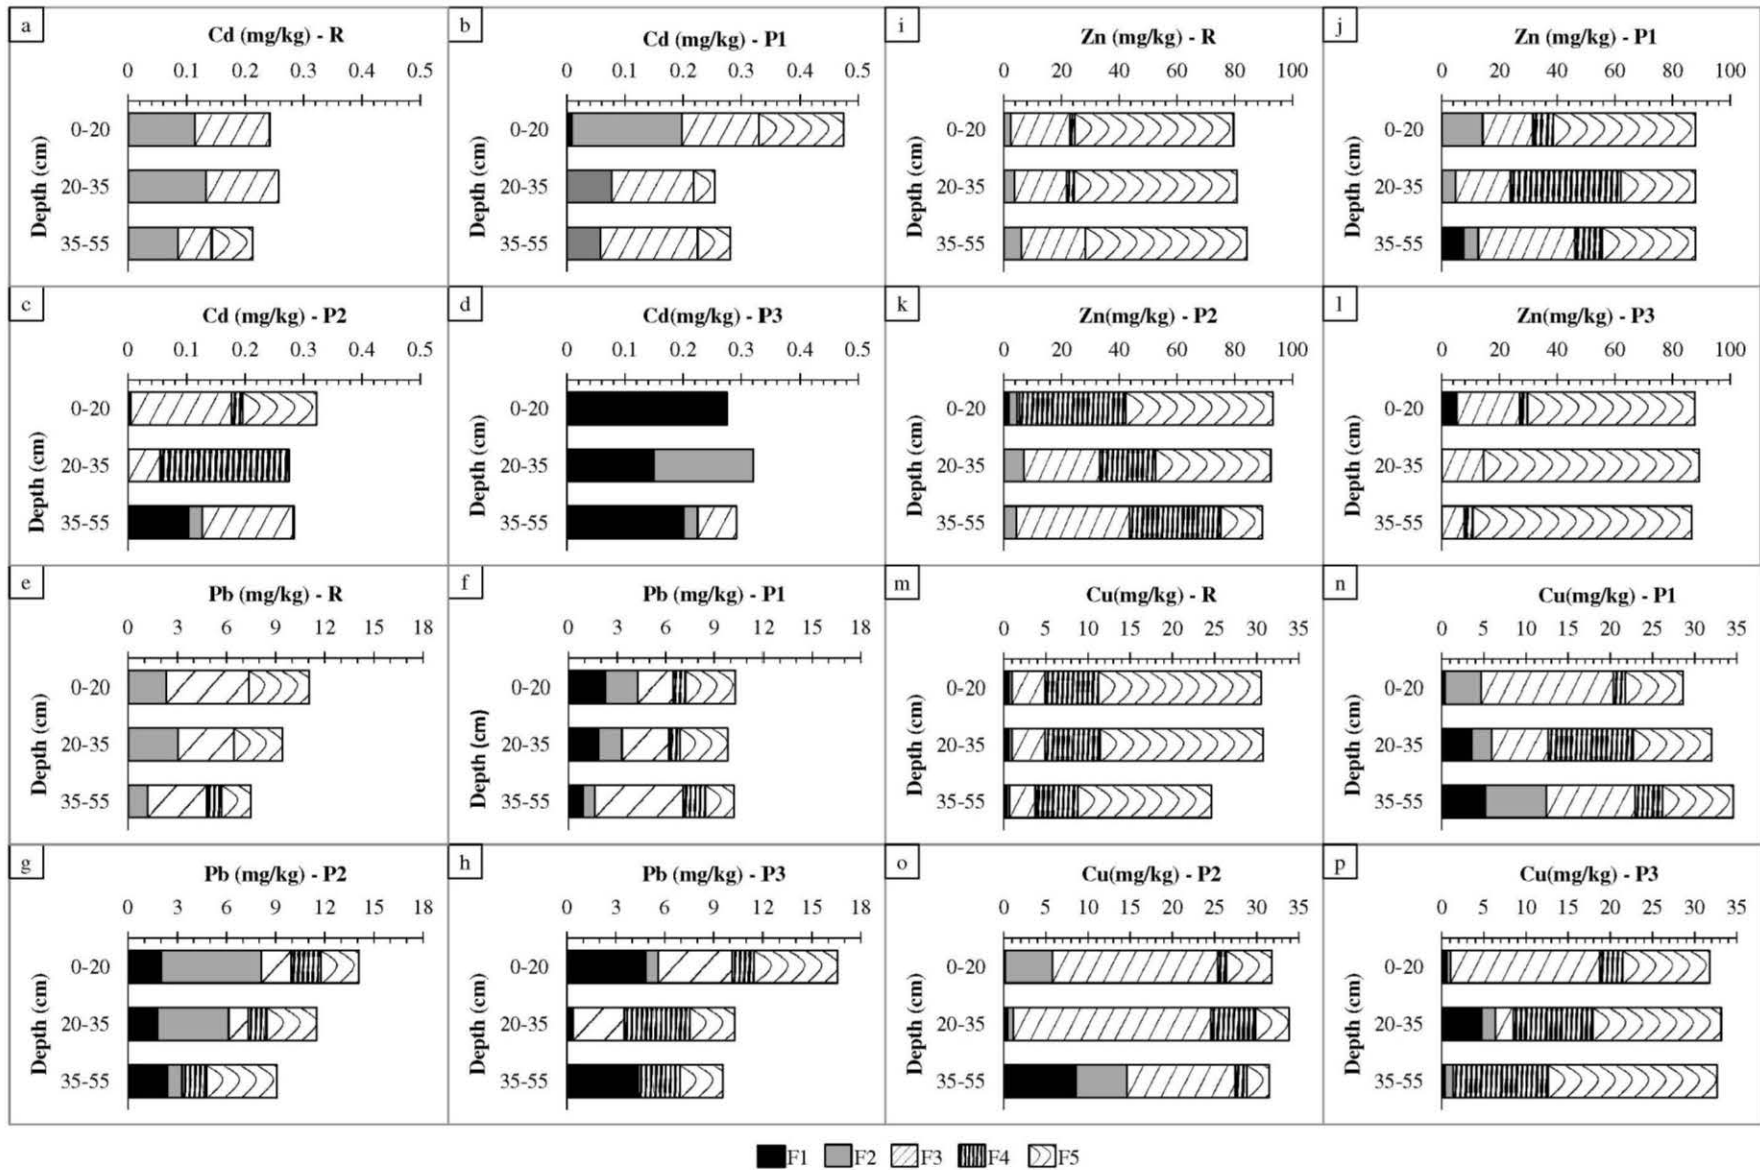 a
Cd (mg/kg) - R
0 0.1 0.2 0.3 0.4 0.5
Depth (cm)
0-20
20-35
35-55
b
Cd (mg/kg) - P1
0 0.1 0.2 0.3 0.4 0.5
Depth (cm)
0-20
20-35
35-55
i
Zn (mg/kg) - R
0 20 40 60 80 100
Depth (cm)
0-20
20-35
35-55
j
Zn (mg/kg) - P1
0 20 40 60 80 100
Depth (cm)
0-20
20-35
35-55
c
Cd (mg/kg) - P2
0 0.1 0.2 0.3 0.4 0.5
Depth (cm)
0-20
20-35
35-55
d
Cd(mg/kg) - P3
0 0.1 0.2 0.3 0.4 0.5
Depth (cm)
0-20
20-35
35-55
k
Zn(mg/kg) - P2
0 20 40 60 80 100
Depth (cm)
0-20
20-35
35-55
l
Zn(mg/kg) - P3
0 20 40 60 80 100
Depth (cm)
0-20
20-35
35-55
e
Pb (mg/kg) - R
0 3 6 9 12 15 18
Depth (cm)
0-20
20-35
35-55
f
Pb (mg/kg) - P1
0 3 6 9 12 15 18
Depth (cm)
0-20
20-35
35-55
m
Cu(mg/kg) - R
0 5 10 15 20 25 30 35
Depth (cm)
0-20
20-35
35-55
n
Cu(mg/kg) - P1
0 5 10 15 20 25 30 35
Depth (cm)
0-20
20-35
35-55
g
Pb (mg/kg) - P2
0 3 6 9 12 15 18
Depth (cm)
0-20
20-35
35-55
h
Pb (mg/kg) - P3
0 3 6 9 12 15 18
Depth (cm)
0-20
20-35
35-55
o
Cu(mg/kg) - P2
0 5 10 15 20 25 30 35
Depth (cm)
0-20
20-35
35-55
p
Cu(mg/kg) - P3
0 5 10 15 20 25 30 35
Depth (cm)
0-20
20-35
35-55
F1 F2 F3 F4 F5